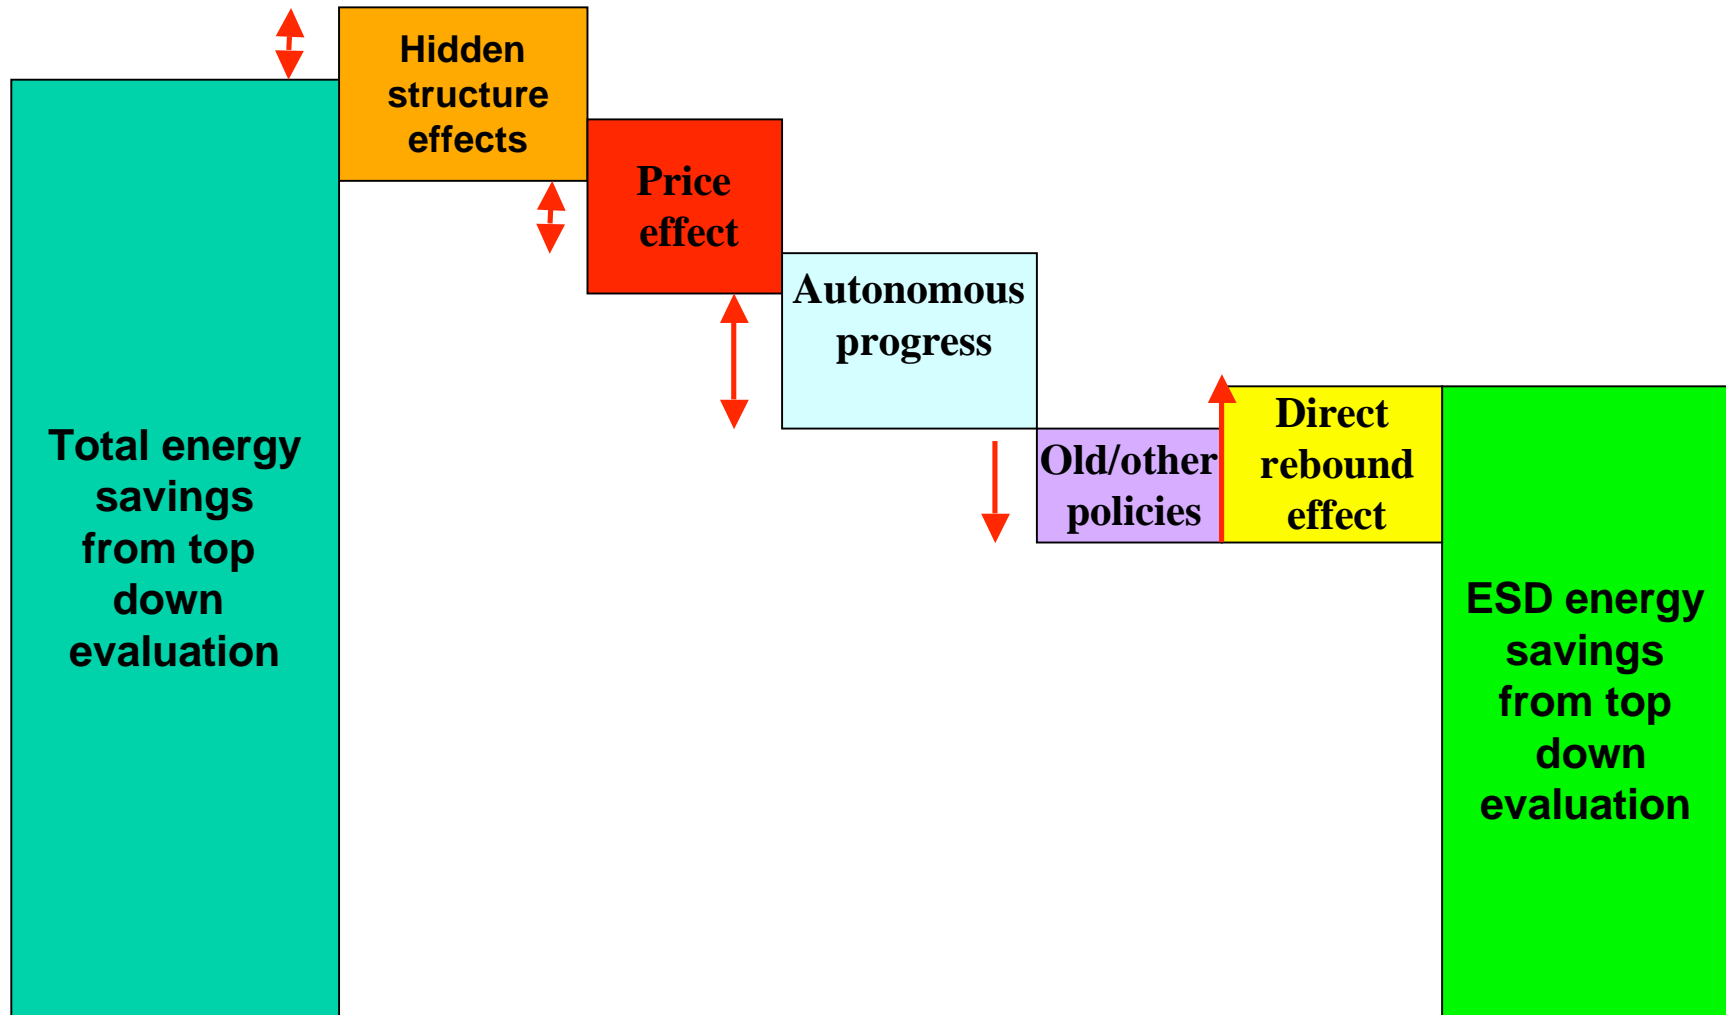 Hidden
structure
effects
Price
effect
Autonomous
progress
Old/other
policies
Direct
rebound
effect
Total energy
savings
from top
down
evaluation
ESD energy
savings
from top
down
evaluation